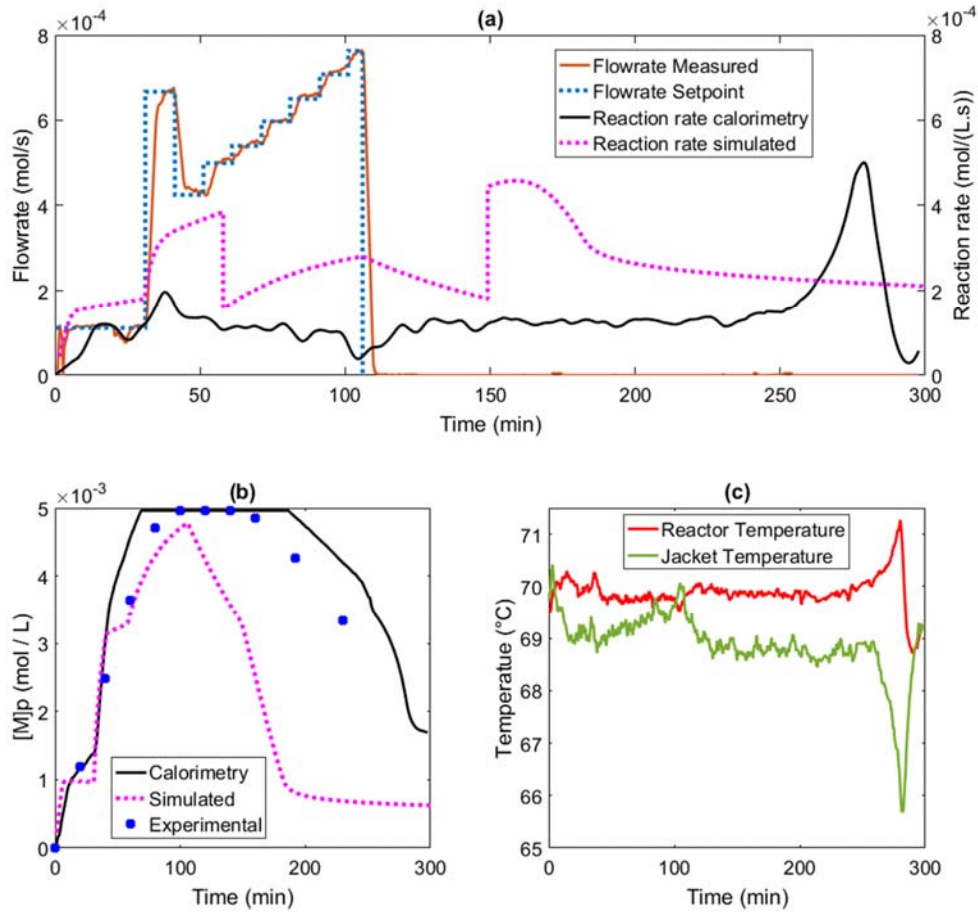 (a)
×10⁻⁴
×10⁻⁴
8
6
4
2
0
Flowrate (mol/s)
Flowrate Measured
Flowrate Setpoint
Reaction rate calorimetry
Reaction rate simulated
8
6
4
2
0
Reaction rate (mol/(L.s))
0 50 100 150 200 250 300
Time (min)
(b)
×10⁻³
5
4
3
2
1
0
[M]p (mol / L)
Calorimetry
Simulated
Experimental
0 100 200 300
Time (min)
(c)
71
70
69
68
67
66
65
Temperatue (°C)
Reactor Temperature
Jacket Temperature
0 100 200 300
Time (min)